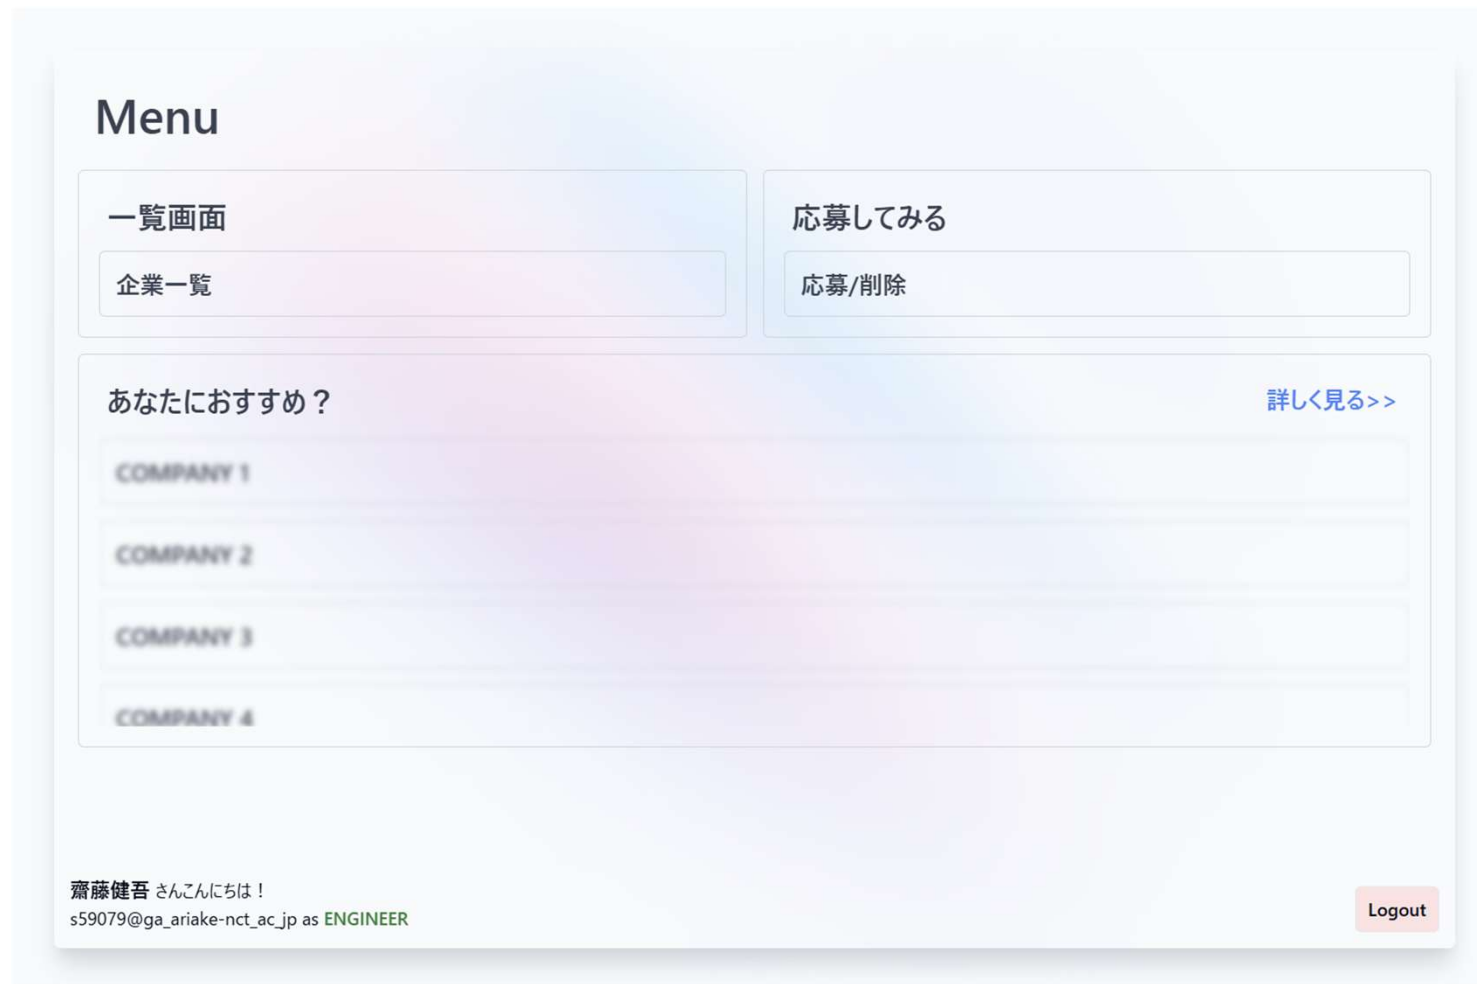 Menu
一覧画面
企業一覧
応募してみる
応募/削除
あなたにおすすめ？
詳しく見る>>
COMPANY 1
COMPANY 2
COMPANY 3
COMPANY 4
齋藤健吾 さんこんにちは！
s59079@ga_ariake-nct_ac_jp as ENGINEER
Logout